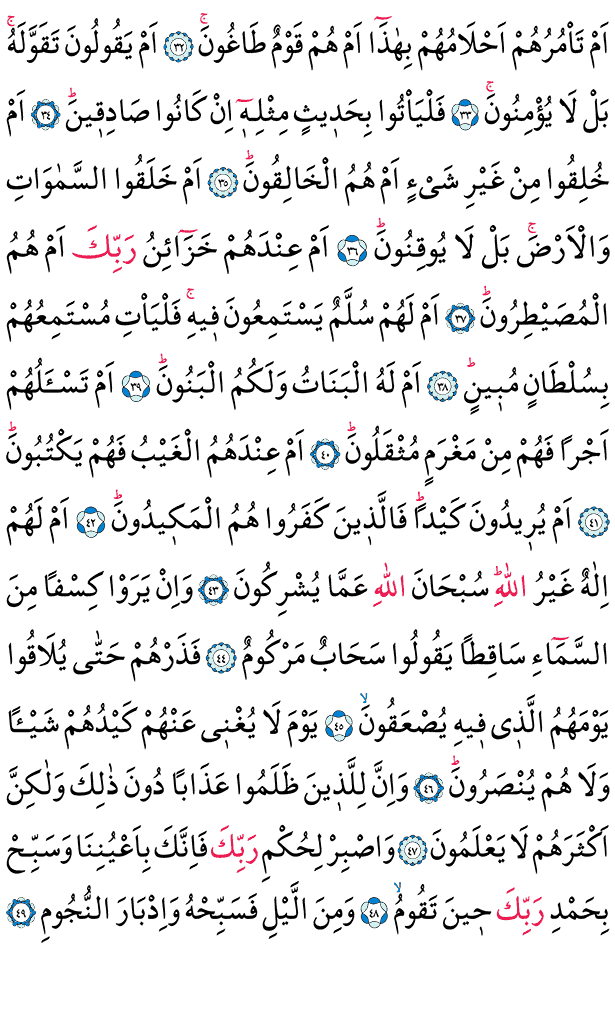 اَمْ تَاْمُرُهُمْ اَحْلَامُهُمْ بِهٰذَٓا اَمْ هُمْ قَوْمٌ طَاغُونَۚ ﴿٣٢﴾ اَمْ يَقُولُونَ تَقَوَّلَهُۚ
بَلْ لَا يُؤْمِنُونَۚ ﴿٣٣﴾ فَلْيَاْتُوا بِحَد۪يثٍ مِثْلِه۪ٓ اِنْ كَانُوا صَادِق۪ينَۜ ﴿٣٤﴾ اَمْ
خُلِقُوا مِنْ غَيْرِ شَيْءٍ اَمْ هُمُ الْخَالِقُونَۜ ﴿٣٥﴾ اَمْ خَلَقُوا السَّمٰوَاتِ
وَالْاَرْضَۚ بَلْ لَا يُوقِنُونَۜ ﴿٣٦﴾ اَمْ عِنْدَهُمْ خَزَٓائِنُ رَبِّكَ اَمْ هُمُ
الْمُصَيْطِرُونَۜ ﴿٣٧﴾ اَمْ لَهُمْ سُلَّمٌ يَسْتَمِعُونَ ف۪يهِۚ فَلْيَاْتِ مُسْتَمِعُهُمْ
بِسُلْطَانٍ مُب۪ينٍۜ ﴿٣٨﴾ اَمْ لَهُ الْبَنَاتُ وَلَكُمُ الْبَنُونَۜ ﴿٣٩﴾ اَمْ تَسْـَٔلُهُمْ
اَجْرًا فَهُمْ مِنْ مَغْرَمٍ مُثْقَلُونَۜ ﴿٤٠﴾ اَمْ عِنْدَهُمُ الْغَيْبُ فَهُمْ يَكْتُبُونَۜ
﴿٤١﴾ اَمْ يُر۪يدُونَ كَيْدًاۜ فَالَّذ۪ينَ كَفَرُوا هُمُ الْمَك۪يدُونَۜ ﴿٤٢﴾ اَمْ لَهُمْ
اِلٰهٌ غَيْرُ اللّٰهِۜ سُبْحَانَ اللّٰهِ عَمَّا يُشْرِكُونَ ﴿٤٣﴾ وَاِنْ يَرَوْا كِسْفًا مِنَ
السَّمَٓاءِ سَاقِطًا يَقُولُوا سَحَابٌ مَرْكُومٌ ﴿٤٤﴾ فَذَرْهُمْ حَتّٰى يُلَاقُوا
يَوْمَهُمُ الَّذ۪ي ف۪يهِ يُصْعَقُونَۙ ﴿٤٥﴾ يَوْمَ لَا يُغْن۪ي عَنْهُمْ كَيْدُهُمْ شَيْـًٔا
وَلَا هُمْ يُنْصَرُونَۜ ﴿٤٦﴾ وَاِنَّ لِلَّذ۪ينَ ظَلَمُوا عَذَابًا دُونَ ذٰلِكَ وَلٰكِنَّ
اَكْثَرَهُمْ لَا يَعْلَمُونَ ﴿٤٧﴾ وَاصْبِرْ لِحُكْمِ رَبِّكَ فَاِنَّكَ بِاَعْيُنِنَا وَسَبِّحْ
بِحَمْدِ رَبِّكَ ح۪ينَ تَقُومُۙ ﴿٤٨﴾ وَمِنَ الَّيْلِ فَسَبِّحْهُ وَاِدْبَارَ النُّجُومِ ﴿٤٩﴾